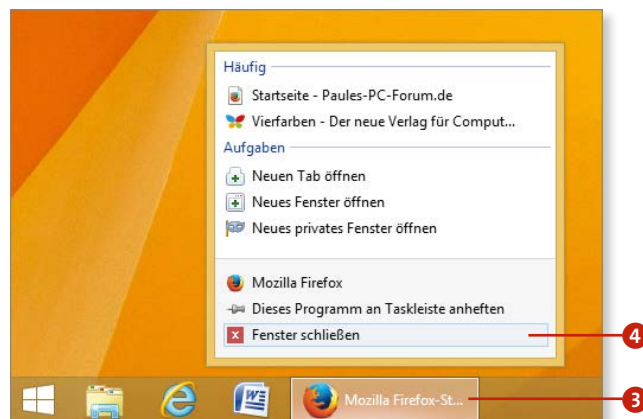 Häufig
Startseite - Paules-PC-Forum.de
Vierfarben - Der neue Verlag für Comput...
Aufgaben
Neuen Tab öffnen
Neues Fenster öffnen
Neues privates Fenster öffnen
Mozilla Firefox
Dieses Programm an Taskleiste anheften
Fenster schließen
4
Mozilla Firefox-St...
3